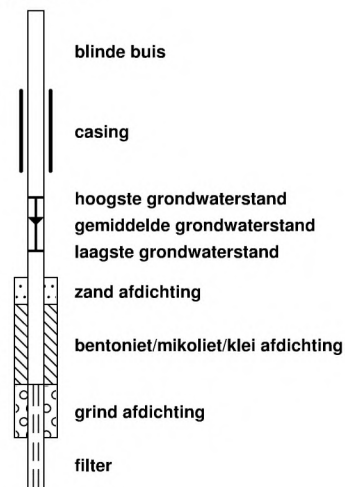 blinde buis
casing
hoogste grondwaterstand
gemiddelde grondwaterstand
laagste grondwaterstand
zand afdichting
bentoniet/mikoliet/klei afdichting
grind afdichting
filter